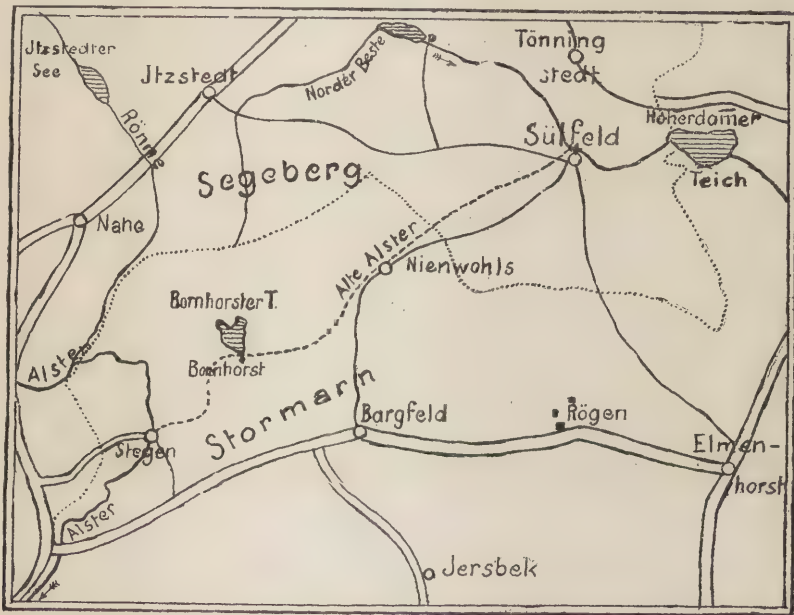 Jtzstedter
See
Jtzstedt
Rönne
Norder Beste
Tönning
stedt
Höherdamer
Teich
Sülfeld
Segeberg
Nahe
Alte Alster
Nienwohls
Bornhorster T.
Bornhorst
Alster
Stormarn
Bargfeld
Rögen
Stegen
Elmen-
horst
Alster
Jersbek